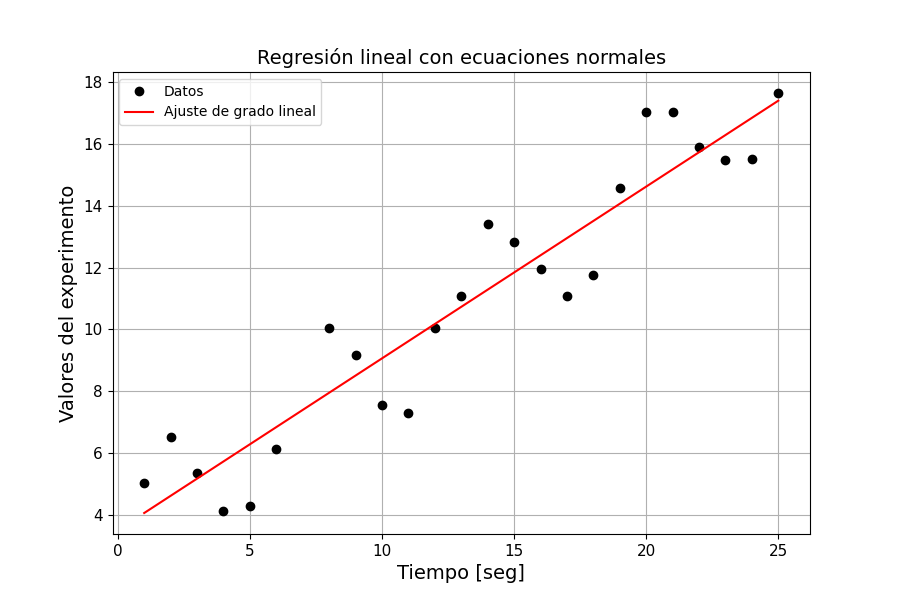 Regresión lineal con ecuaciones normales
Datos
Ajuste de grado lineal
18
16
14
12
10
8
6
4
Valores del experimento
0 5 10 15 20 25
Tiempo [seg]